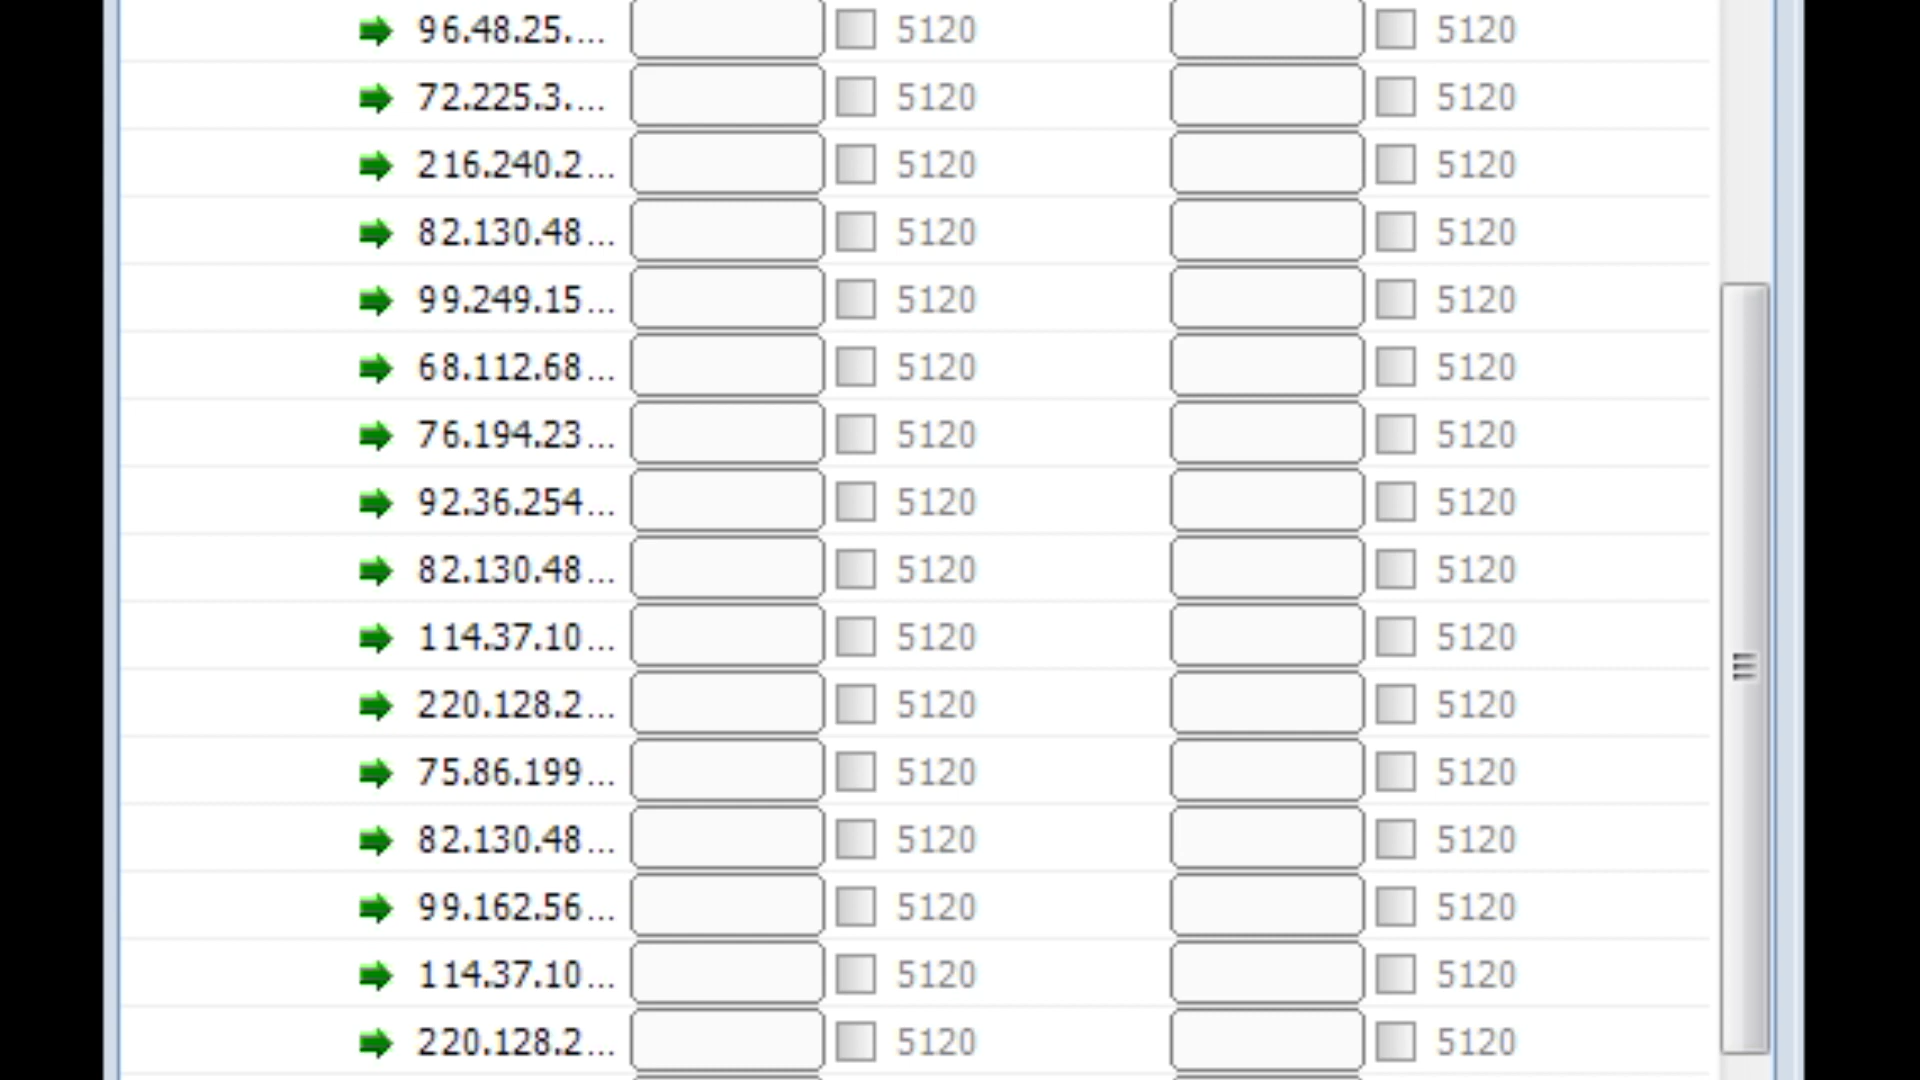 96.48.25.... 5120 5120
72.225.3.... 5120 5120
216.240.2... 5120 5120
82.130.48... 5120 5120
99.249.15... 5120 5120
68.112.68... 5120 5120
76.194.23... 5120 5120
92.36.254... 5120 5120
82.130.48... 5120 5120
114.37.10... 5120 5120
220.128.2... 5120 5120
75.86.199... 5120 5120
82.130.48... 5120 5120
99.162.56... 5120 5120
114.37.10... 5120 5120
220.128.2... 5120 5120